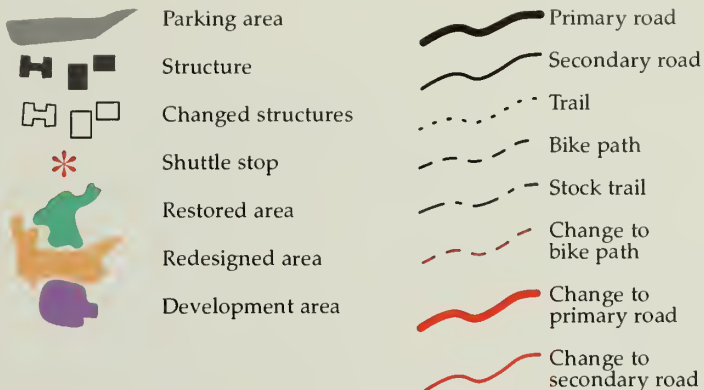 Parking area
Structure
Changed structures
Shuttle stop
Restored area
Redesigned area
Development area
Primary road
Secondary road
Trail
Bike path
Stock trail
Change to
bike path
Change to
primary road
Change to
secondary road